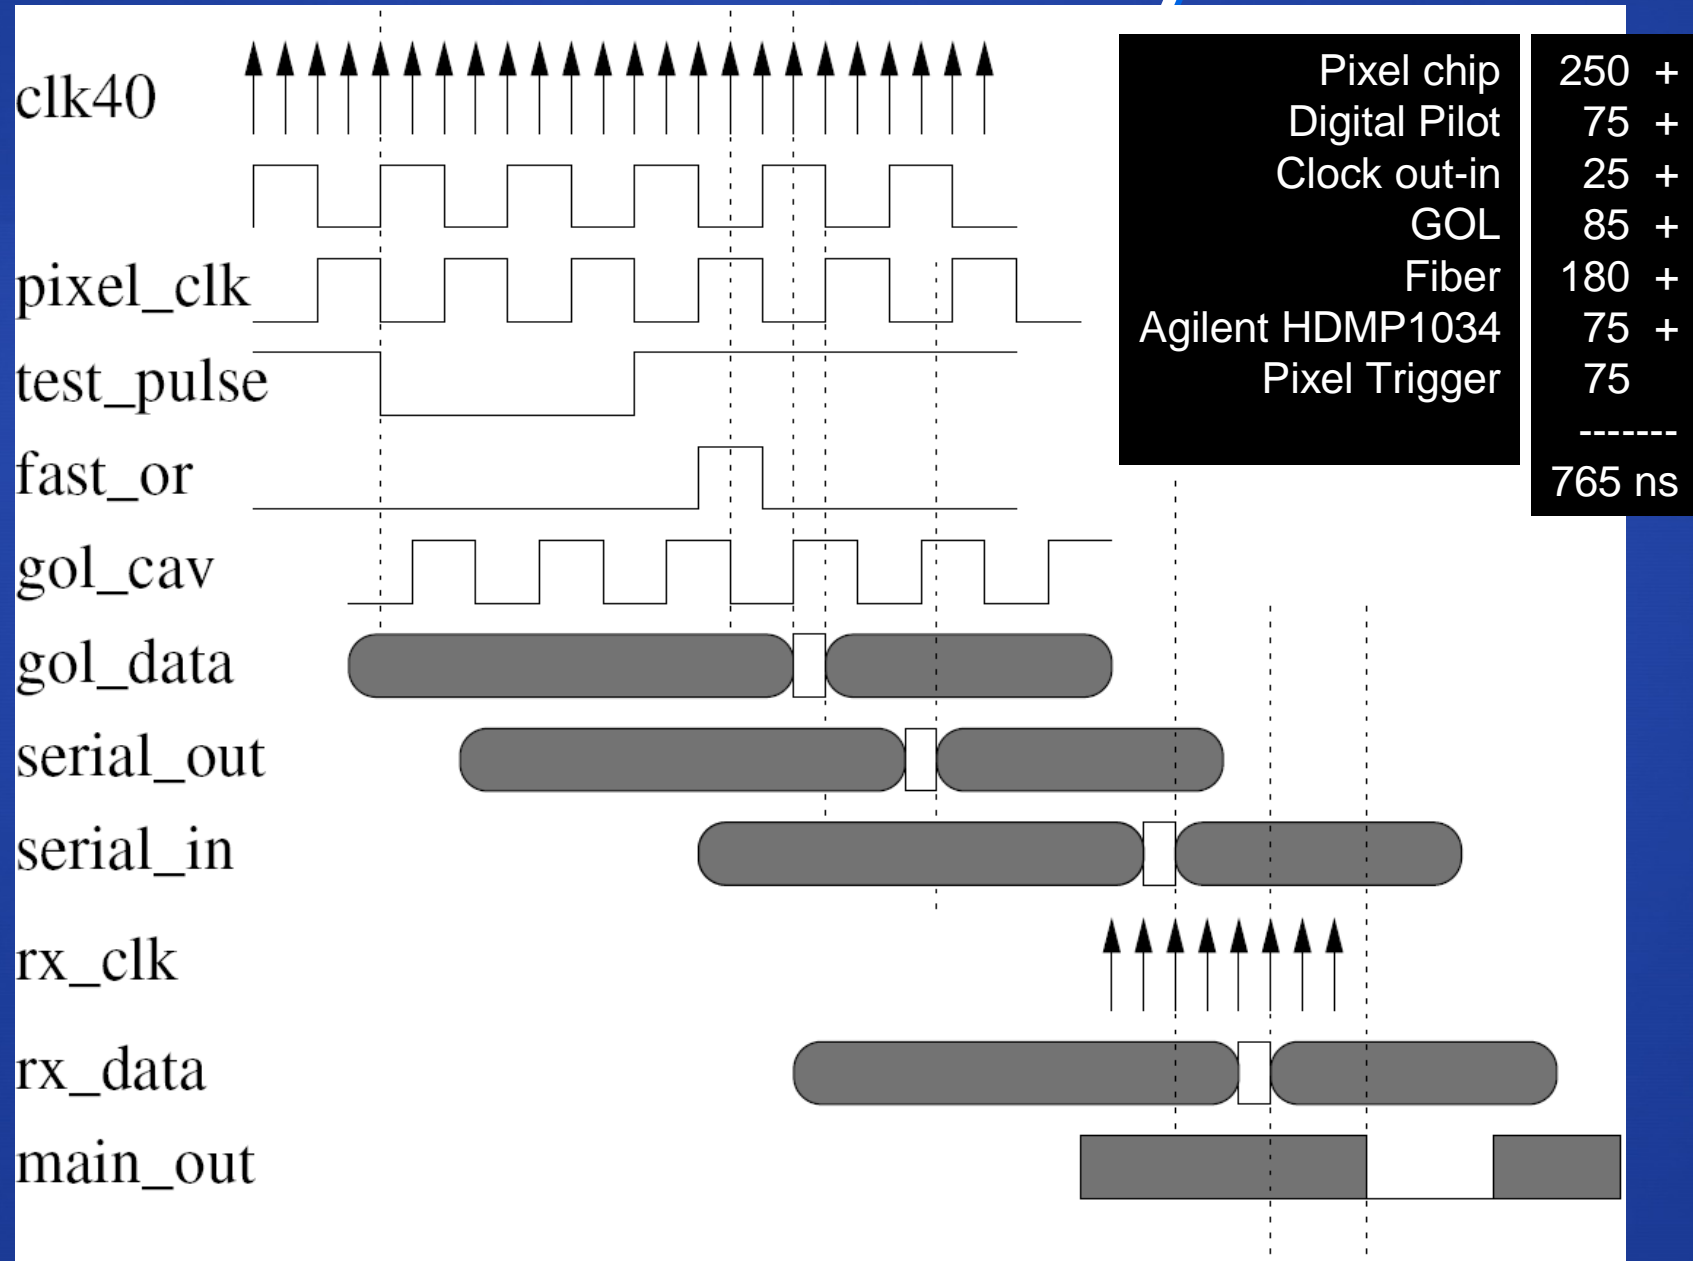 clk40
pixel_clk
test_pulse
fast_or
gol_cav
gol_data
serial_out
serial_in
rx_clk
rx_data
main_out
Pixel chip 250 +
Digital Pilot 75 +
Clock out-in 25 +
GOL 85 +
Fiber 180 +
Agilent HDMP1034 75 +
Pixel Trigger 75
-------
765 ns